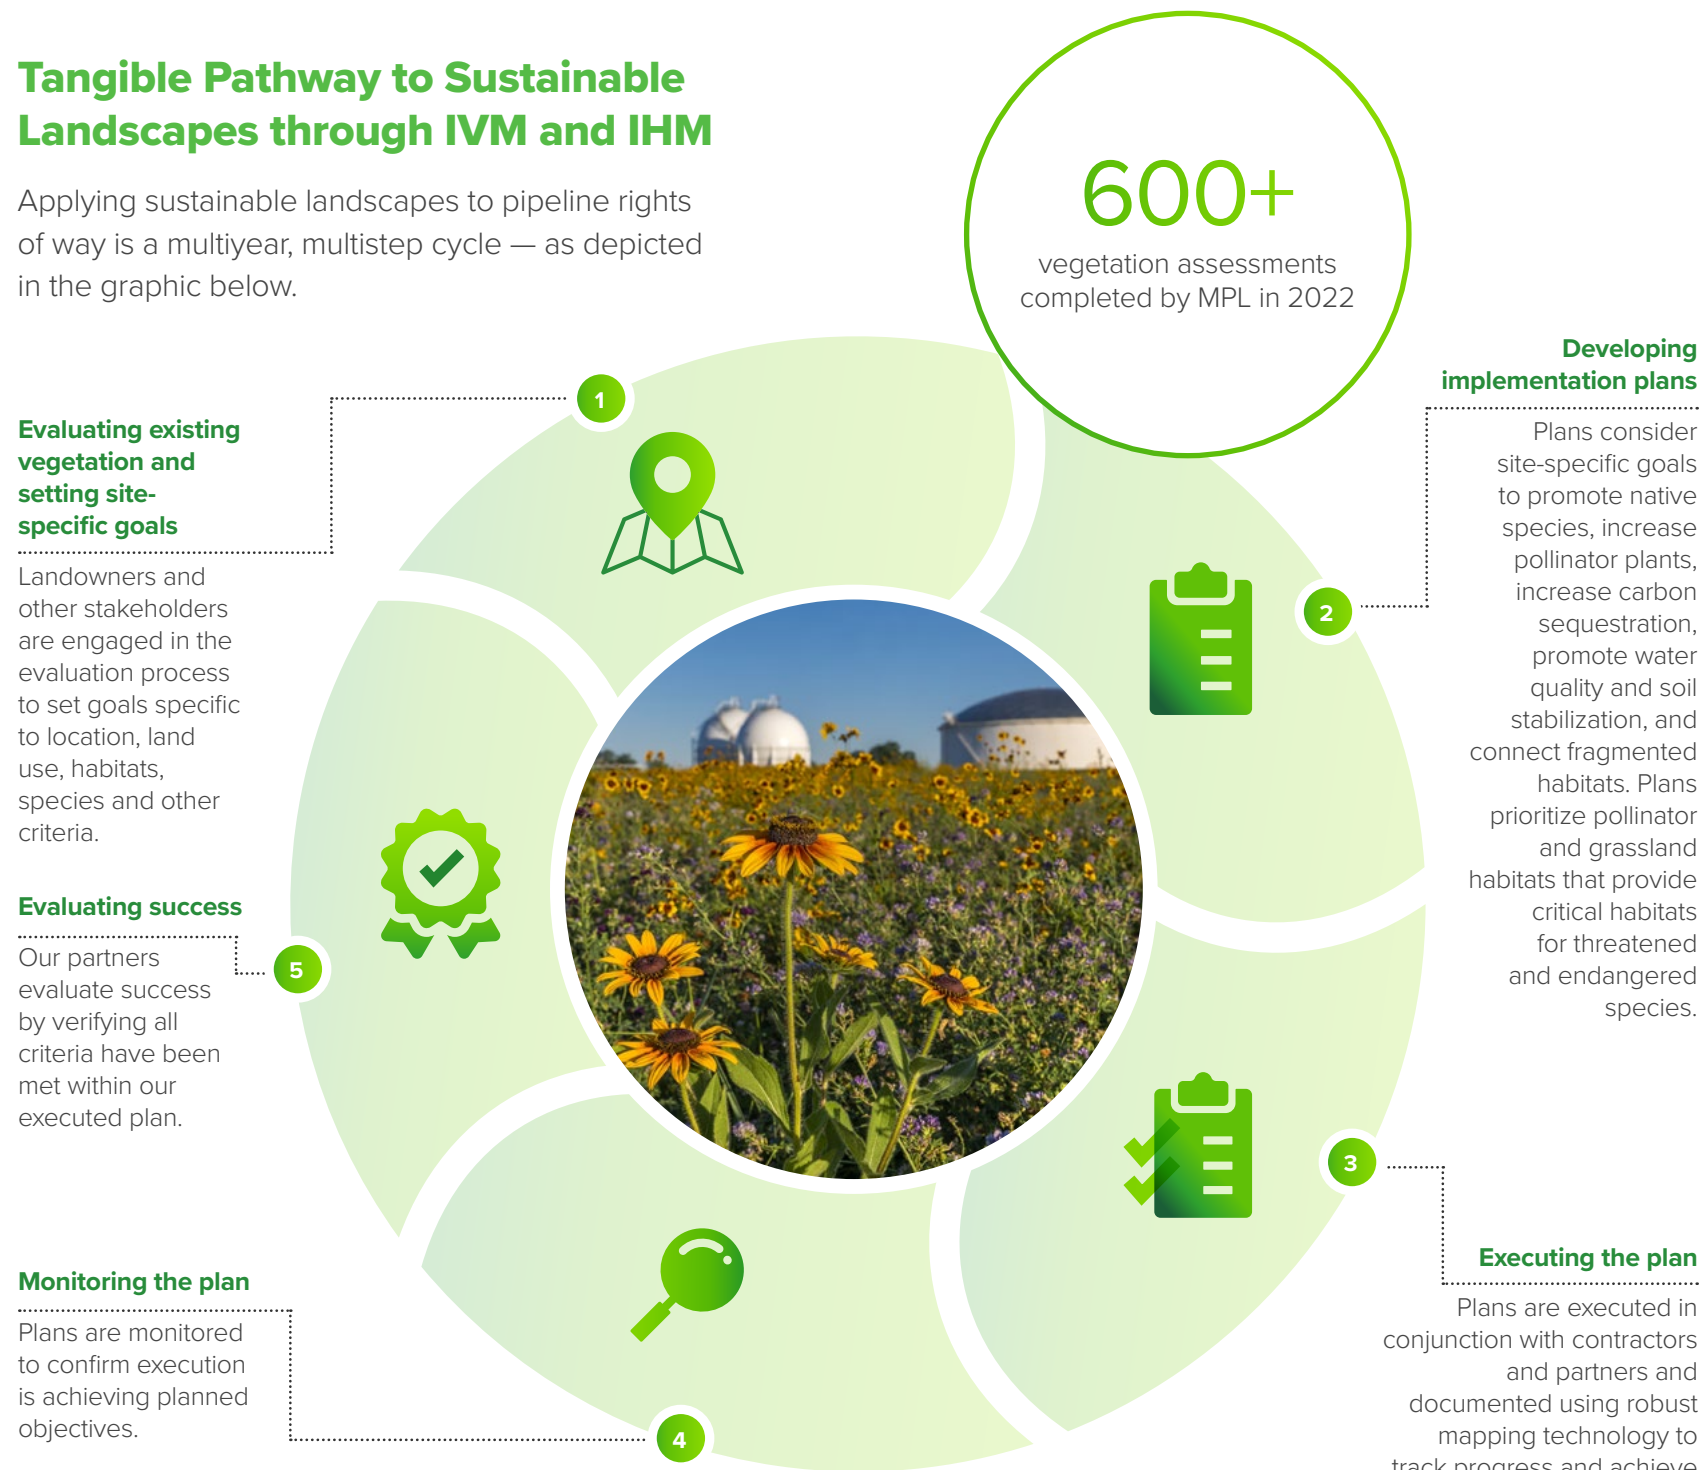 Tangible Pathway to Sustainable
Landscapes through IVM and IHM
Applying sustainable landscapes to pipeline rights
of way is a multiyear, multistep cycle — as depicted
in the graphic below.
600+
vegetation assessments
completed by MPL in 2022
1
Evaluating existing
vegetation and
setting site-
specific goals
Landowners and
other stakeholders
are engaged in the
evaluation process
to set goals specific
to location, land
use, habitats,
species and other
criteria.
2
Developing
implementation plans
Plans consider
site-specific goals
to promote native
species, increase
pollinator plants,
increase carbon
sequestration,
promote water
quality and soil
stabilization, and
connect fragmented
habitats. Plans
prioritize pollinator
and grassland
habitats that provide
critical habitats
for threatened
and endangered
species.
3
Executing the plan
Plans are executed in
conjunction with contractors
and partners and
documented using robust
mapping technology to
track progress and achieve
4
Monitoring the plan
Plans are monitored
to confirm execution
is achieving planned
objectives.
5
Evaluating success
Our partners
evaluate success
by verifying all
criteria have been
met within our
executed plan.